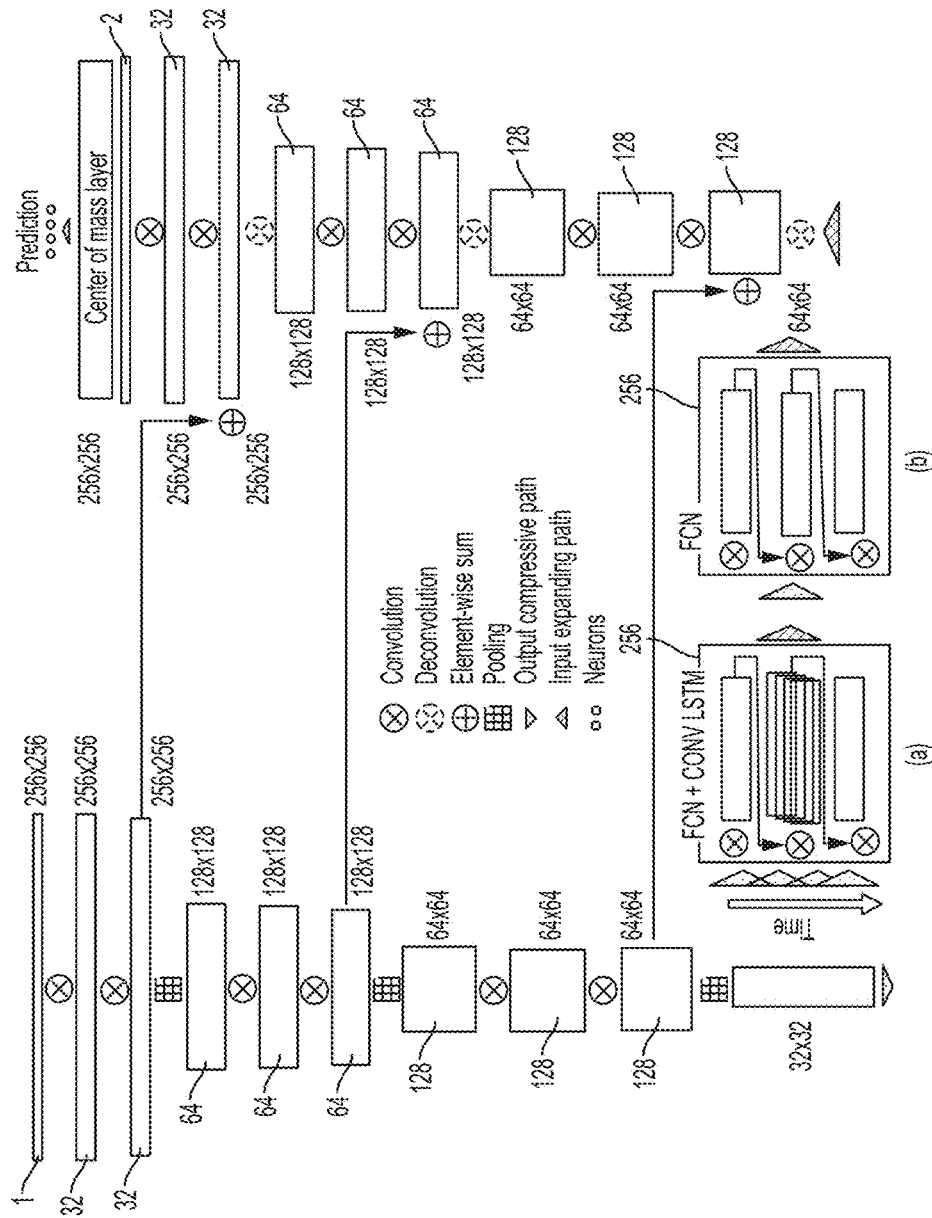 1
256x256
32
256x256
32
256x256
64
128x128
64
128x128
64
128x128
128
64x64
128
64x64
128
64x64
32x32
Time
FCN + CONV LSTM
256
(a)
FCN
256
(b)
Convolution
Deconvolution
Element-wise sum
Pooling
Output compressive path
Input expanding path
Neurons
Prediction
Center of mass layer
256x256
2
256x256
32
256x256
32
128x128
64
128x128
64
128x128
64
64x64
128
64x64
128
64x64
128